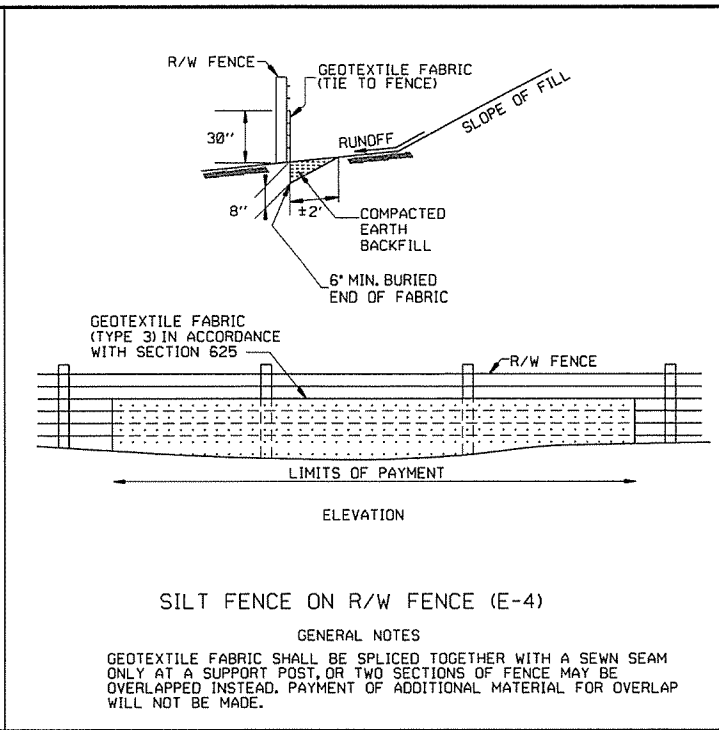 R/W FENCE
GEOTEXTILE FABRIC
(TIE TO FENCE)
SLOPE OF FILL
30"
RUNOFF
8"
±2'
COMPACTED
EARTH
BACKFILL
6" MIN. BURIED
END OF FABRIC
GEOTEXTILE FABRIC
(TYPE 3) IN ACCORDANCE
WITH SECTION 625
R/W FENCE
LIMITS OF PAYMENT
ELEVATION
SILT FENCE ON R/W FENCE (E-4)
GENERAL NOTES
GEOTEXTILE FABRIC SHALL BE SPLICED TOGETHER WITH A SEWN SEAM
ONLY AT A SUPPORT POST, OR TWO SECTIONS OF FENCE MAY BE
OVERLAPPED INSTEAD. PAYMENT OF ADDITIONAL MATERIAL FOR OVERLAP
WILL NOT BE MADE.